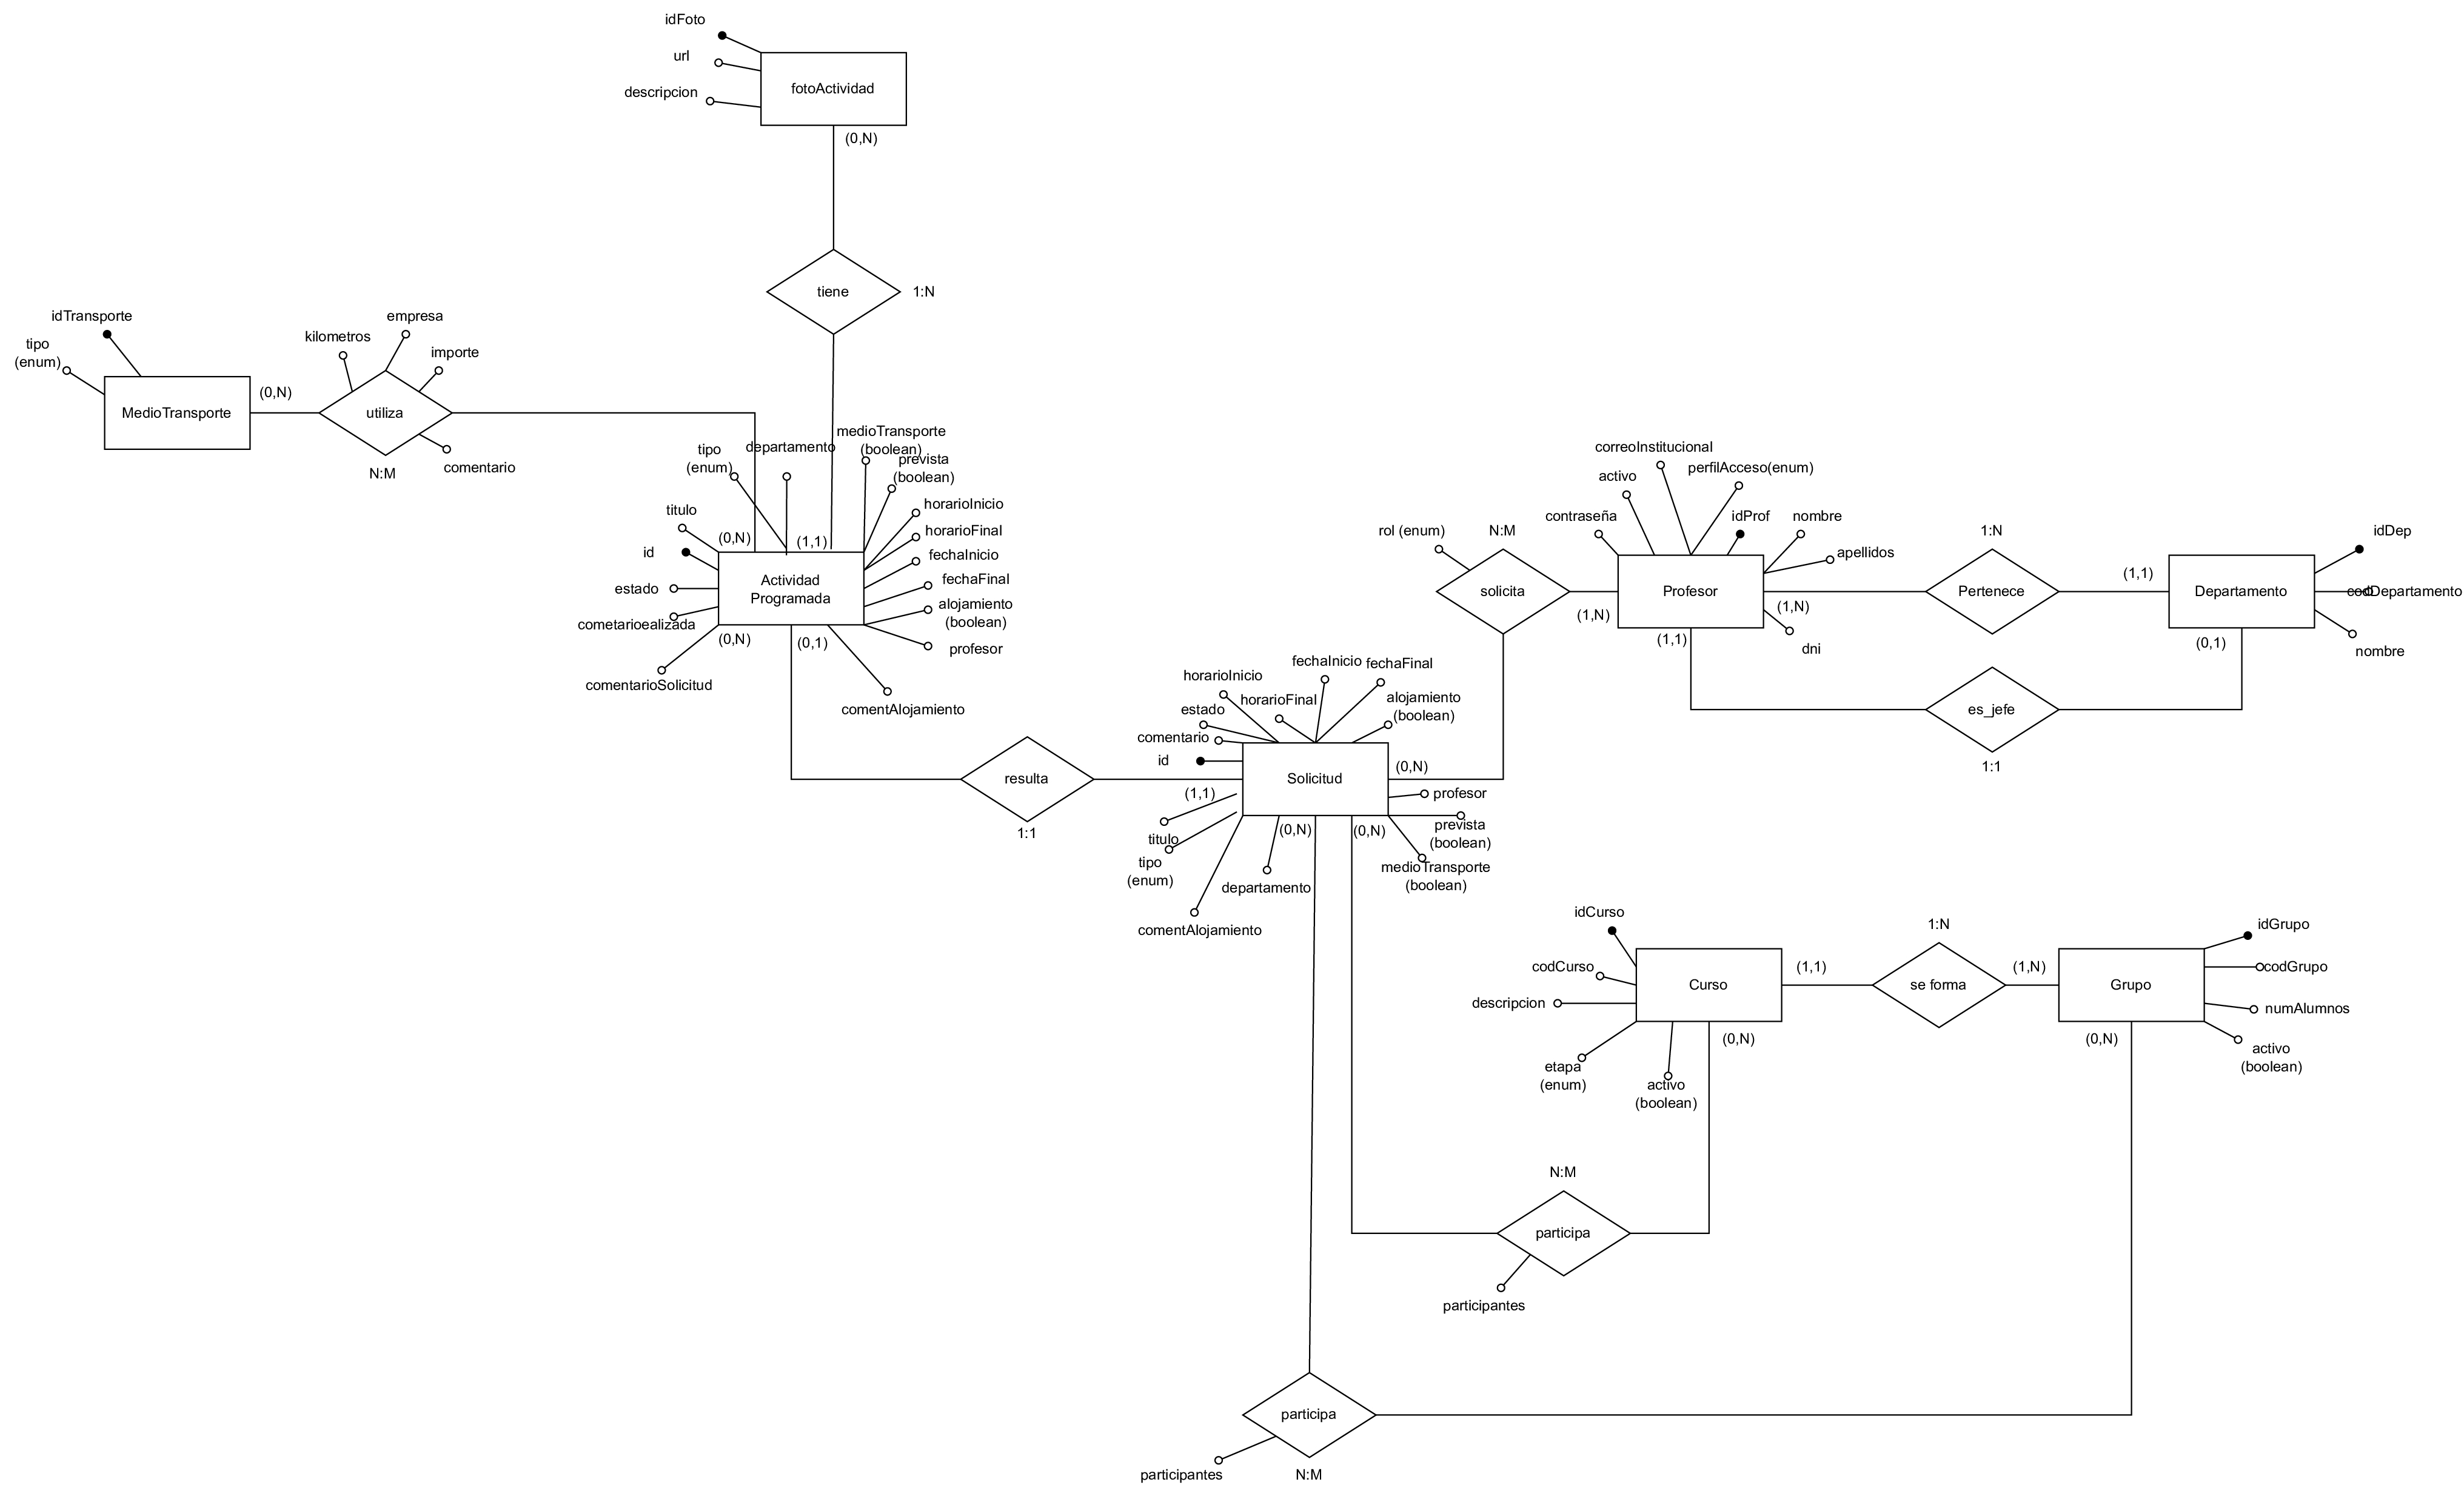 idFoto
url
descripcion
fotoActividad
(0,N)
tiene
1:N
idTransporte
tipo
(enum)
MedioTransporte
(0,N)
kilometros
empresa
importe
utiliza
comentario
N:M
tipo
(enum)
departamento
medioTransporte
(boolean)
prevista
(boolean)
titulo
(0,N)
(1,1)
horarioInicio
horarioFinal
id
fechaInicio
estado
Actividad
Programada
fechaFinal
alojamiento
(boolean)
cometarioealizada
(0,N)
(0,1)
profesor
comentarioSolicitud
comentAlojamiento
resulta
1:1
correoInstitucional
activo
perfilAcceso(enum)
contraseña
idProf
nombre
apellidos
rol (enum)
N:M
solicita
(1,N)
Profesor
(1,N)
(1,1)
dni
1:N
Pertenece
(1,1)
idDep
Departamento
codDepartamento
(0,1)
nombre
es_jefe
1:1
horarioInicio
fechaInicio
fechaFinal
estado
horarioFinal
alojamiento
(boolean)
comentario
id
Solicitud
(0,N)
(1,1)
profesor
titulo
(0,N)
(0,N)
prevista
(boolean)
tipo
(enum)
departamento
medioTransporte
(boolean)
comentAlojamiento
idCurso
codCurso
descripcion
Curso
(1,1)
1:N
se forma
(1,N)
Grupo
idGrupo
codGrupo
numAlumnos
activo
(boolean)
(0,N)
(0,N)
etapa
(enum)
activo
(boolean)
N:M
participa
participantes
participa
participantes
N:M